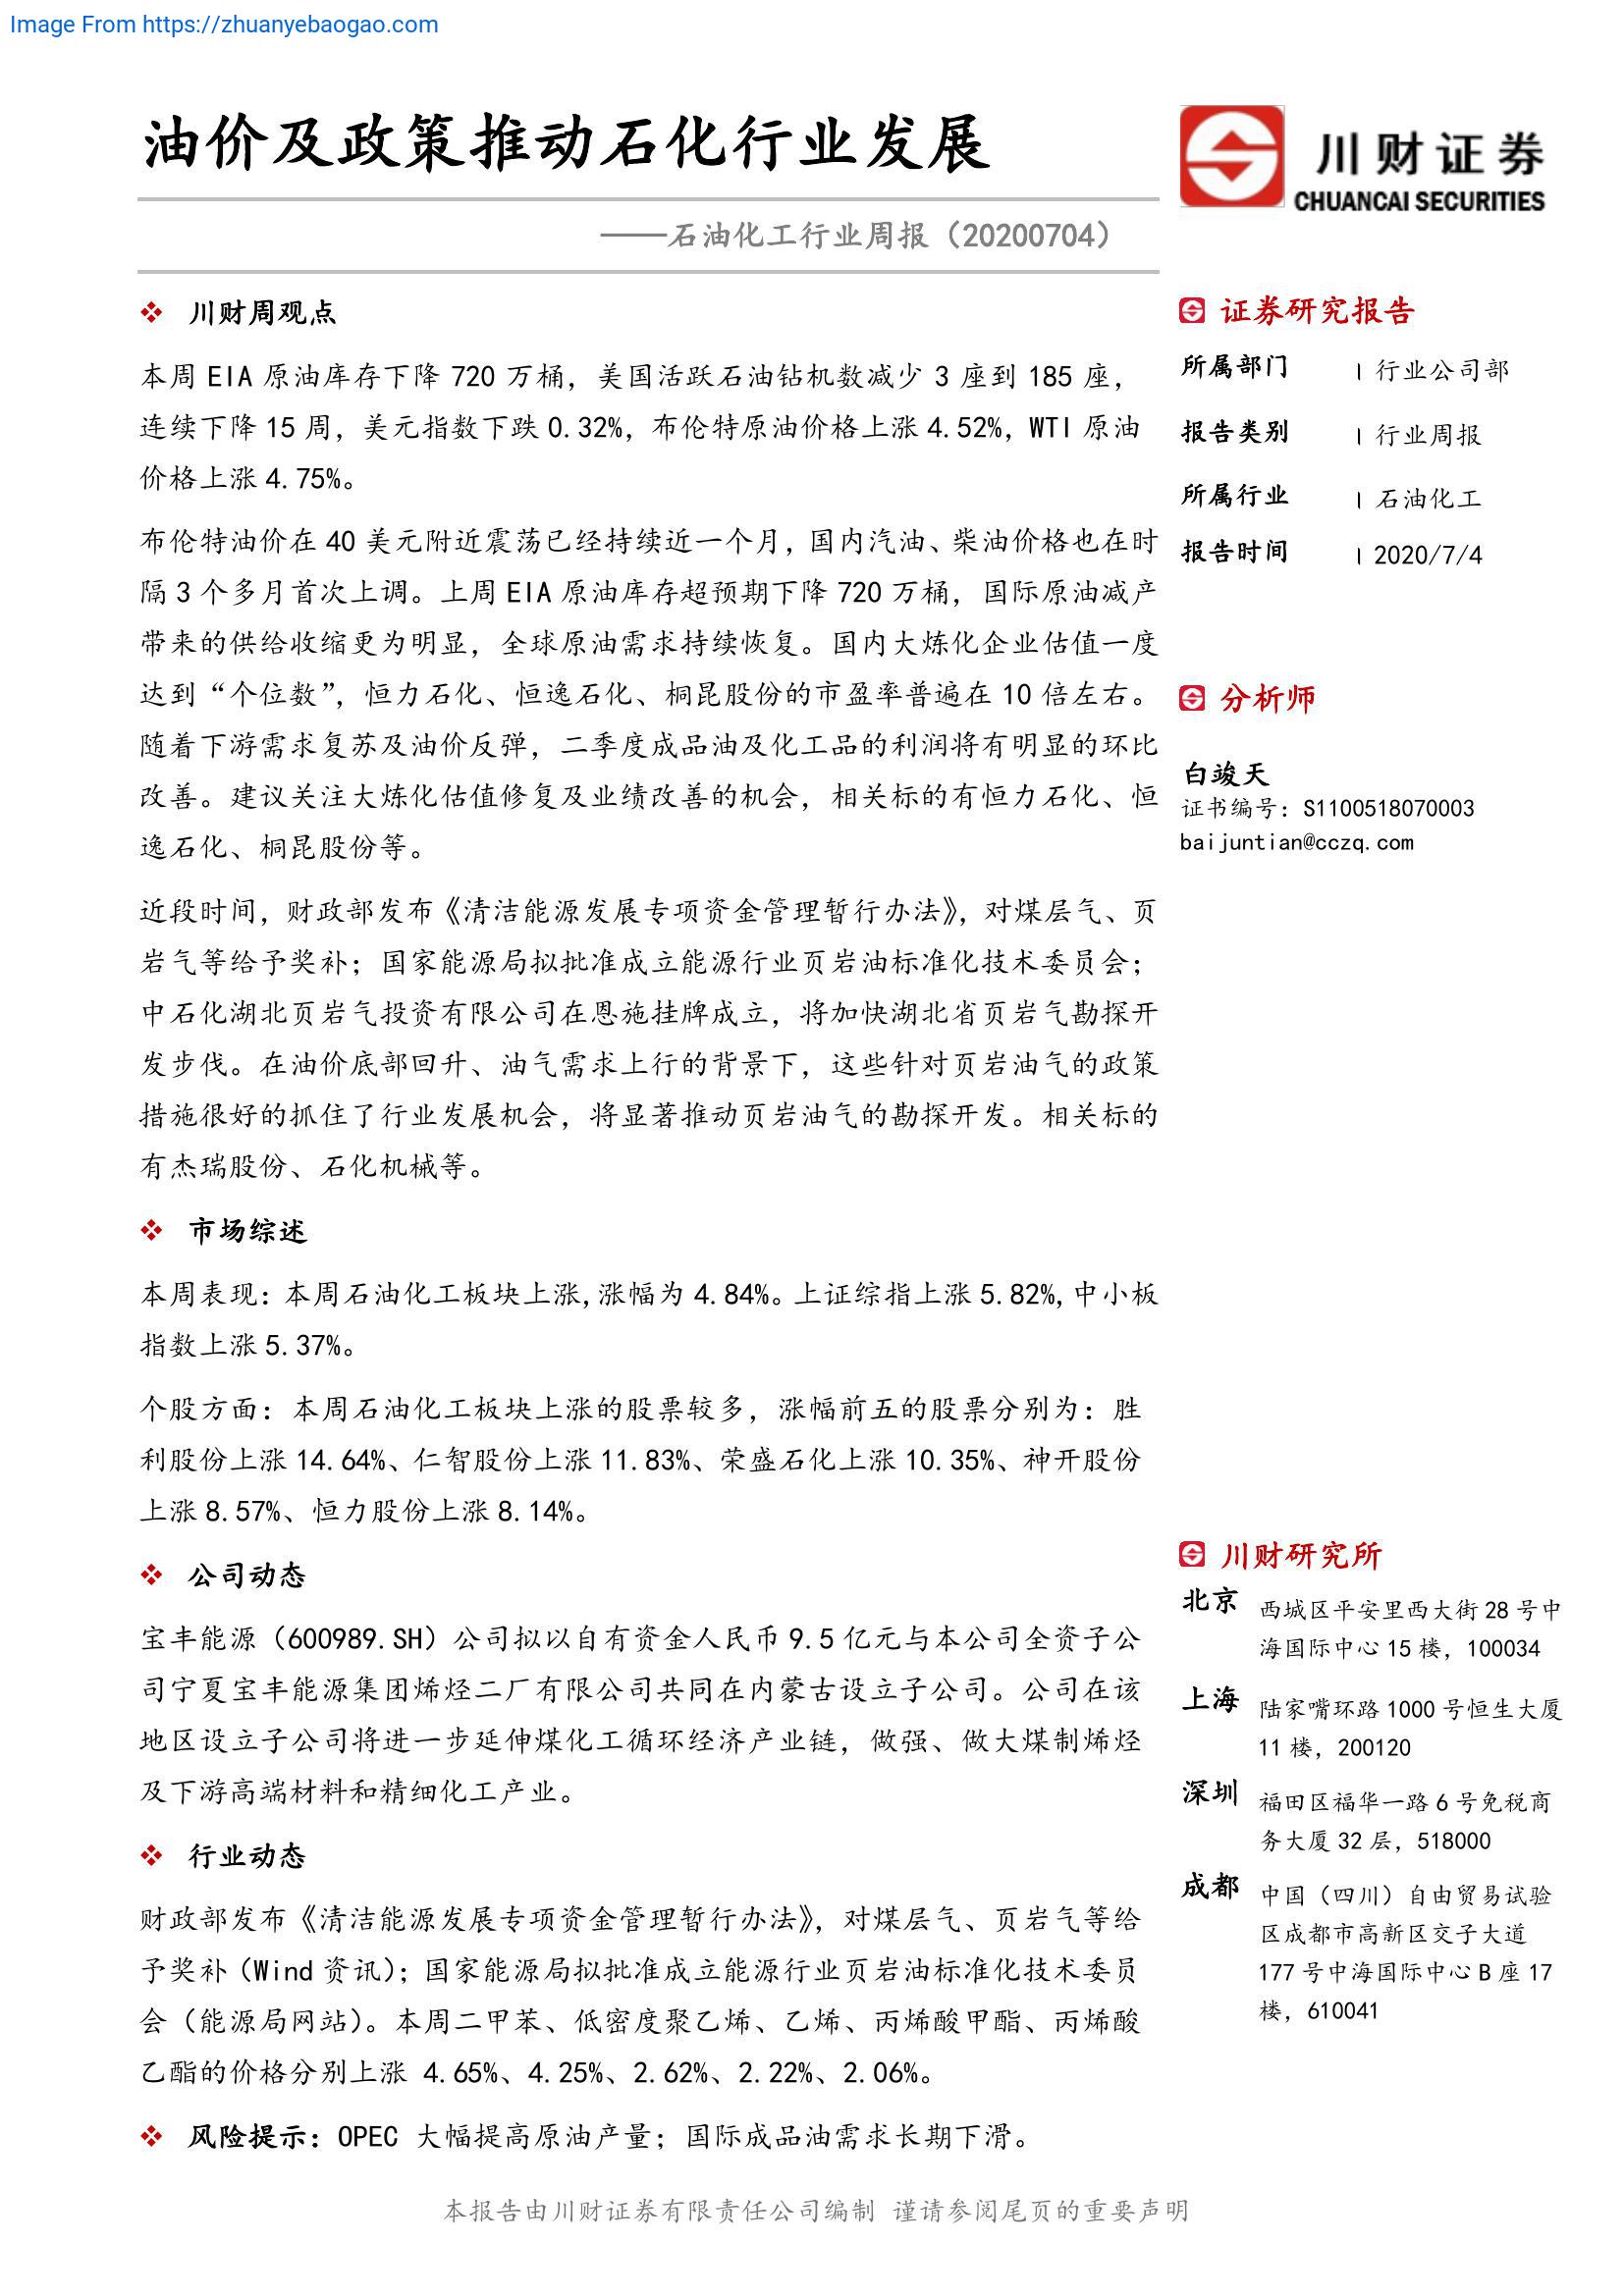 Image From https://zhuanyebaogao.com
油价及政策推动石化行业发展
——石油化工行业周报（20200704）
川财证券
CHUANCAI SECURITIES
川财周观点
本周 EIA 原油库存下降 720 万桶，美国活跃石油钻机数减少 3 座到 185 座，
连续下降 15 周，美元指数下跌 0.32%，布伦特原油价格上涨 4.52%，WTI 原油
价格上涨 4.75%。
布伦特油价在 40 美元附近震荡已经持续近一个月，国内汽油、柴油价格也在时
隔 3 个多月首次上调。上周 EIA 原油库存超预期下降 720 万桶，国际原油减产
带来的供给收缩更为明显，全球原油需求持续恢复。国内大炼化企业估值一度
达到“个位数”，恒力石化、恒逸石化、桐昆股份的市盈率普遍在 10 倍左右。
随着下游需求复苏及油价反弹，二季度成品油及化工品的利润将有明显的环比
改善。建议关注大炼化估值修复及业绩改善的机会，相关标的有恒力石化、恒
逸石化、桐昆股份等。
近段时间，财政部发布《清洁能源发展专项资金管理暂行办法》，对煤层气、页
岩气等给予奖补；国家能源局拟批准成立能源行业页岩油标准化技术委员会；
中石化湖北页岩气投资有限公司在恩施挂牌成立，将加快湖北省页岩气勘探开
发步伐。在油价底部回升、油气需求上行的背景下，这些针对页岩油气的政策
措施很好的抓住了行业发展机会，将显著推动页岩油气的勘探开发。相关标的
有杰瑞股份、石化机械等。
市场综述
本周表现：本周石油化工板块上涨,涨幅为 4.84%。上证综指上涨 5.82%,中小板
指数上涨 5.37%。
个股方面：本周石油化工板块上涨的股票较多，涨幅前五的股票分别为：胜
利股份上涨 14.64%、仁智股份上涨 11.83%、荣盛石化上涨 10.35%、神开股份
上涨 8.57%、恒力股份上涨 8.14%。
公司动态
宝丰能源（600989.SH）公司拟以自有资金人民币 9.5 亿元与本公司全资子公
司宁夏宝丰能源集团烯烃二厂有限公司共同在内蒙古设立子公司。公司在该
地区设立子公司将进一步延伸煤化工循环经济产业链，做强、做大煤制烯烃
及下游高端材料和精细化工产业。
行业动态
财政部发布《清洁能源发展专项资金管理暂行办法》，对煤层气、页岩气等给
予奖补（Wind 资讯）；国家能源局拟批准成立能源行业页岩油标准化技术委员
会（能源局网站）。本周二甲苯、低密度聚乙烯、乙烯、丙烯酸甲酯、丙烯酸
乙酯的价格分别上涨 4.65%、4.25%、2.62%、2.22%、2.06%。
风险提示：OPEC 大幅提高原油产量；国际成品油需求长期下滑。
证券研究报告
所属部门 | 行业公司部
报告类别 | 行业周报
所属行业 | 石油化工
报告时间 | 2020/7/4
分析师
白竣天
证书编号：S1100518070003
baijuntian@cczq.com
川财研究所
北京 西城区平安里西大街 28 号中
海国际中心 15 楼，100034
上海 陆家嘴环路 1000 号恒生大厦
11 楼，200120
深圳 福田区福华一路 6 号免税商
务大厦 32 层，518000
成都 中国（四川）自由贸易试验
区成都市高新区交子大道
177 号中海国际中心 B 座 17
楼，610041
本报告由川财证券有限责任公司编制 谨请参阅尾页的重要声明